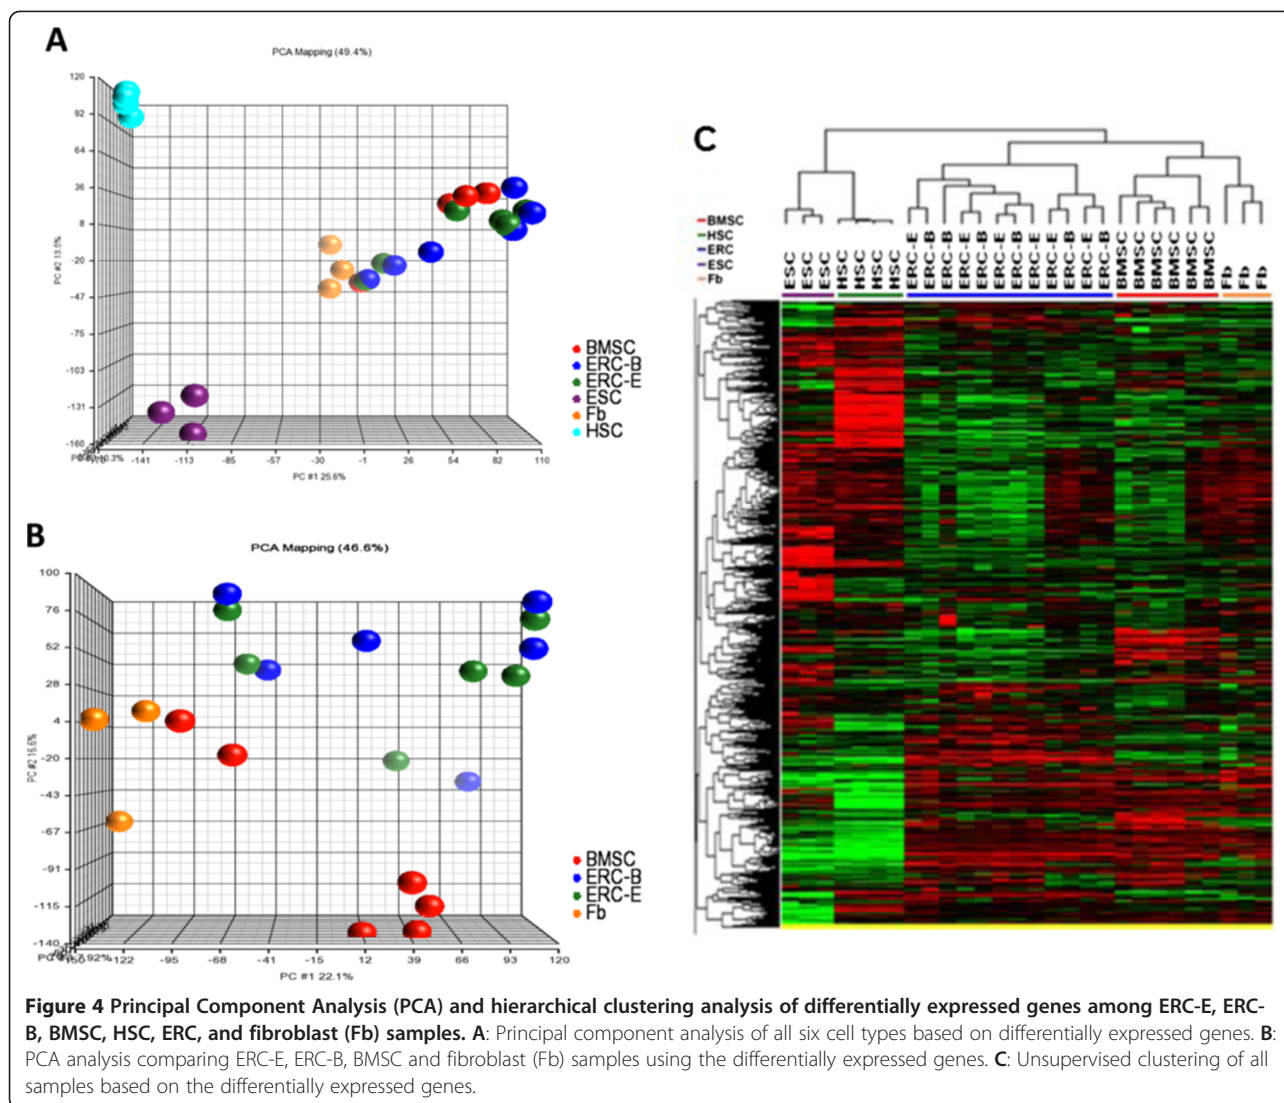 A
PCA Mapping (49.4%)
120
92
64
36
8
-20
-47
-75
-103
-131
-160
PC #2 13.5%
-141 -113 -85 -57 -30 -1 26 54 82 110
PC #1 25.6%
BMSC
ERC-B
ERC-E
ESC
Fb
HSC
B
PCA Mapping (46.6%)
100
76
52
28
4
-20
-43
-67
-91
-115
-140
PC #2 16.6%
-150 -122 -95 -68 -41 -15 12 39 66 93 120
PC #1 22.1%
BMSC
ERC-B
ERC-E
Fb
C
BMSC
HSC
ERC
ESC
Fb
ESC
ESC
ESC
HSC
HSC
HSC
HSC
ERC-E
ERC-B
ERC-B
ERC-E
ERC-B
ERC-E
ERC-B
ERC-E
ERC-E
ERC-B
ERC-E
ERC-B
BMSC
BMSC
BMSC
BMSC
BMSC
BMSC
Fb
Fb
Fb
Figure 4 Principal Component Analysis (PCA) and hierarchical clustering analysis of differentially expressed genes among ERC-E, ERC-
B, BMSC, HSC, ERC, and fibroblast (Fb) samples. A: Principal component analysis of all six cell types based on differentially expressed genes. B:
PCA analysis comparing ERC-E, ERC-B, BMSC and fibroblast (Fb) samples using the differentially expressed genes. C: Unsupervised clustering of all
samples based on the differentially expressed genes.